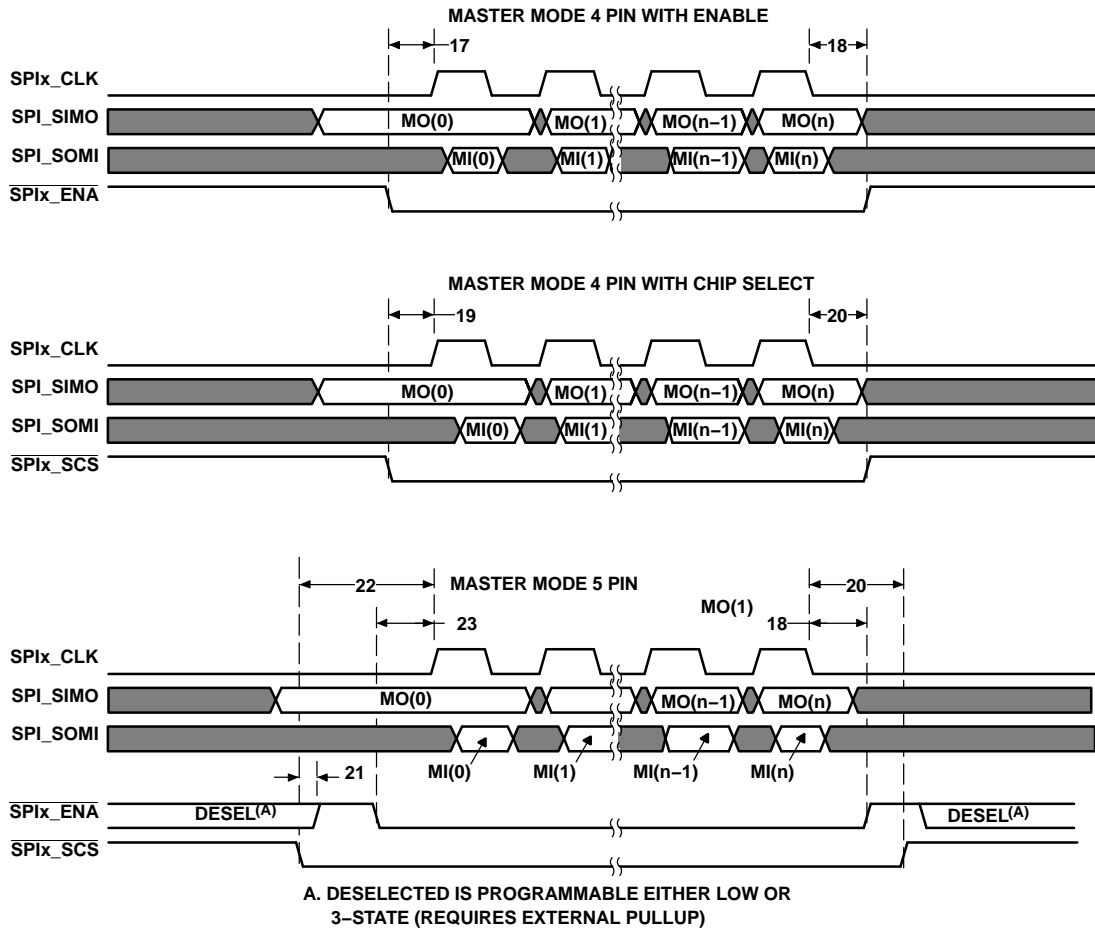 MASTER MODE 4 PIN WITH ENABLE
17
18
SPIx_CLK
SPI_SIMO
MO(0)
MO(1)
MO(n−1)
MO(n)
SPI_SOMI
MI(0)
MI(1)
MI(n−1)
MI(n)
SPIx_ENA
MASTER MODE 4 PIN WITH CHIP SELECT
19
20
SPIx_CLK
SPI_SIMO
MO(0)
MO(1)
MO(n−1)
MO(n)
SPI_SOMI
MI(0)
MI(1)
MI(n−1)
MI(n)
SPIx_SCS
22
MASTER MODE 5 PIN
20
MO(1)
23
18
SPIx_CLK
SPI_SIMO
MO(0)
MO(n−1)
MO(n)
SPI_SOMI
MI(0)
MI(1)
MI(n−1)
MI(n)
21
SPIx_ENA
DESEL(A)
DESEL(A)
SPIx_SCS
A. DESELECTED IS PROGRAMMABLE EITHER LOW OR
3−STATE (REQUIRES EXTERNAL PULLUP)